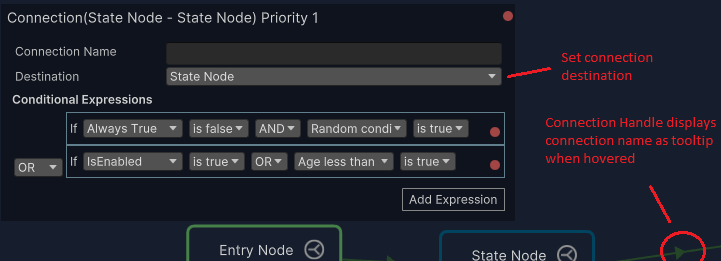 Connection(State Node - State Node) Priority 1
Connection Name
Destination State Node
Set connection
destination
Conditional Expressions
If Always True is false AND Random condi is true
OR
If IsEnabled is true OR Age less than is true
Add Expression
Connection Handle displays
connection name as tooltip
when hovered
Entry Node
State Node